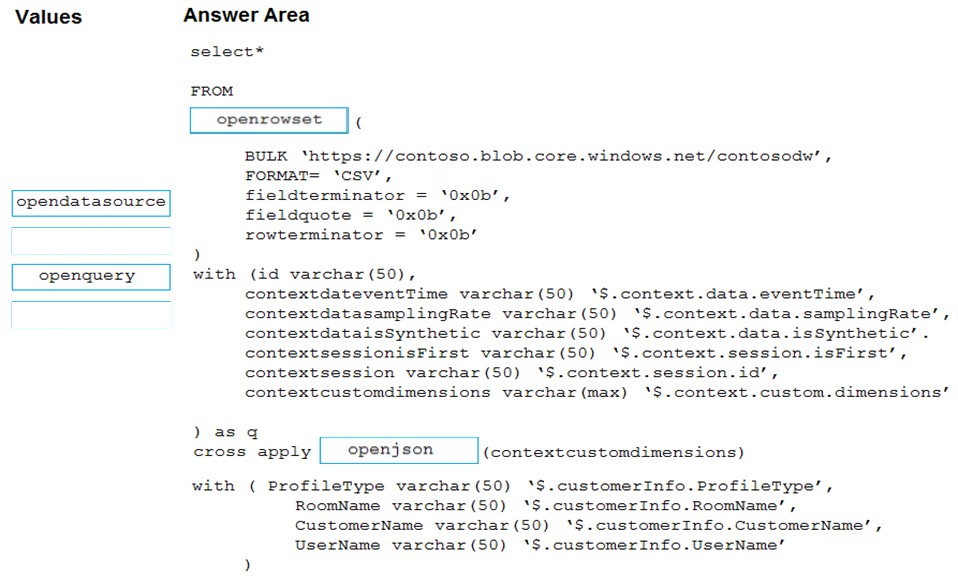 Values
Answer Area
select*
FROM
openrowset (
BULK ‘https://contoso.blob.core.windows.net/contosodw’,
FORMAT= ‘CSV’,
fieldterminator = ‘0x0b’,
fieldquote = ‘0x0b’,
rowterminator = ‘0x0b’
)
opendatasource
openquery
with (id varchar(50),
contextdateventTime varchar(50) ‘$.context.data.eventTime’,
contextdatasamplingRate varchar(50) ‘$.context.data.samplingRate’,
contextdataisSynthetic varchar(50) ‘$.context.data.isSynthetic’.
contextsessionisFirst varchar(50) ‘$.context.session.isFirst’,
contextsession varchar(50) ‘$.context.session.id’,
contextcustomdimensions varchar(max) ‘$.context.custom.dimensions’
) as q
cross apply openjson (contextcustomdimensions)
with ( ProfileType varchar(50) ‘$.customerInfo.ProfileType’,
RoomName varchar(50) ‘$.customerInfo.RoomName’,
CustomerName varchar(50) ‘$.customerInfo.CustomerName’,
UserName varchar(50) ‘$.customerInfo.UserName’
)